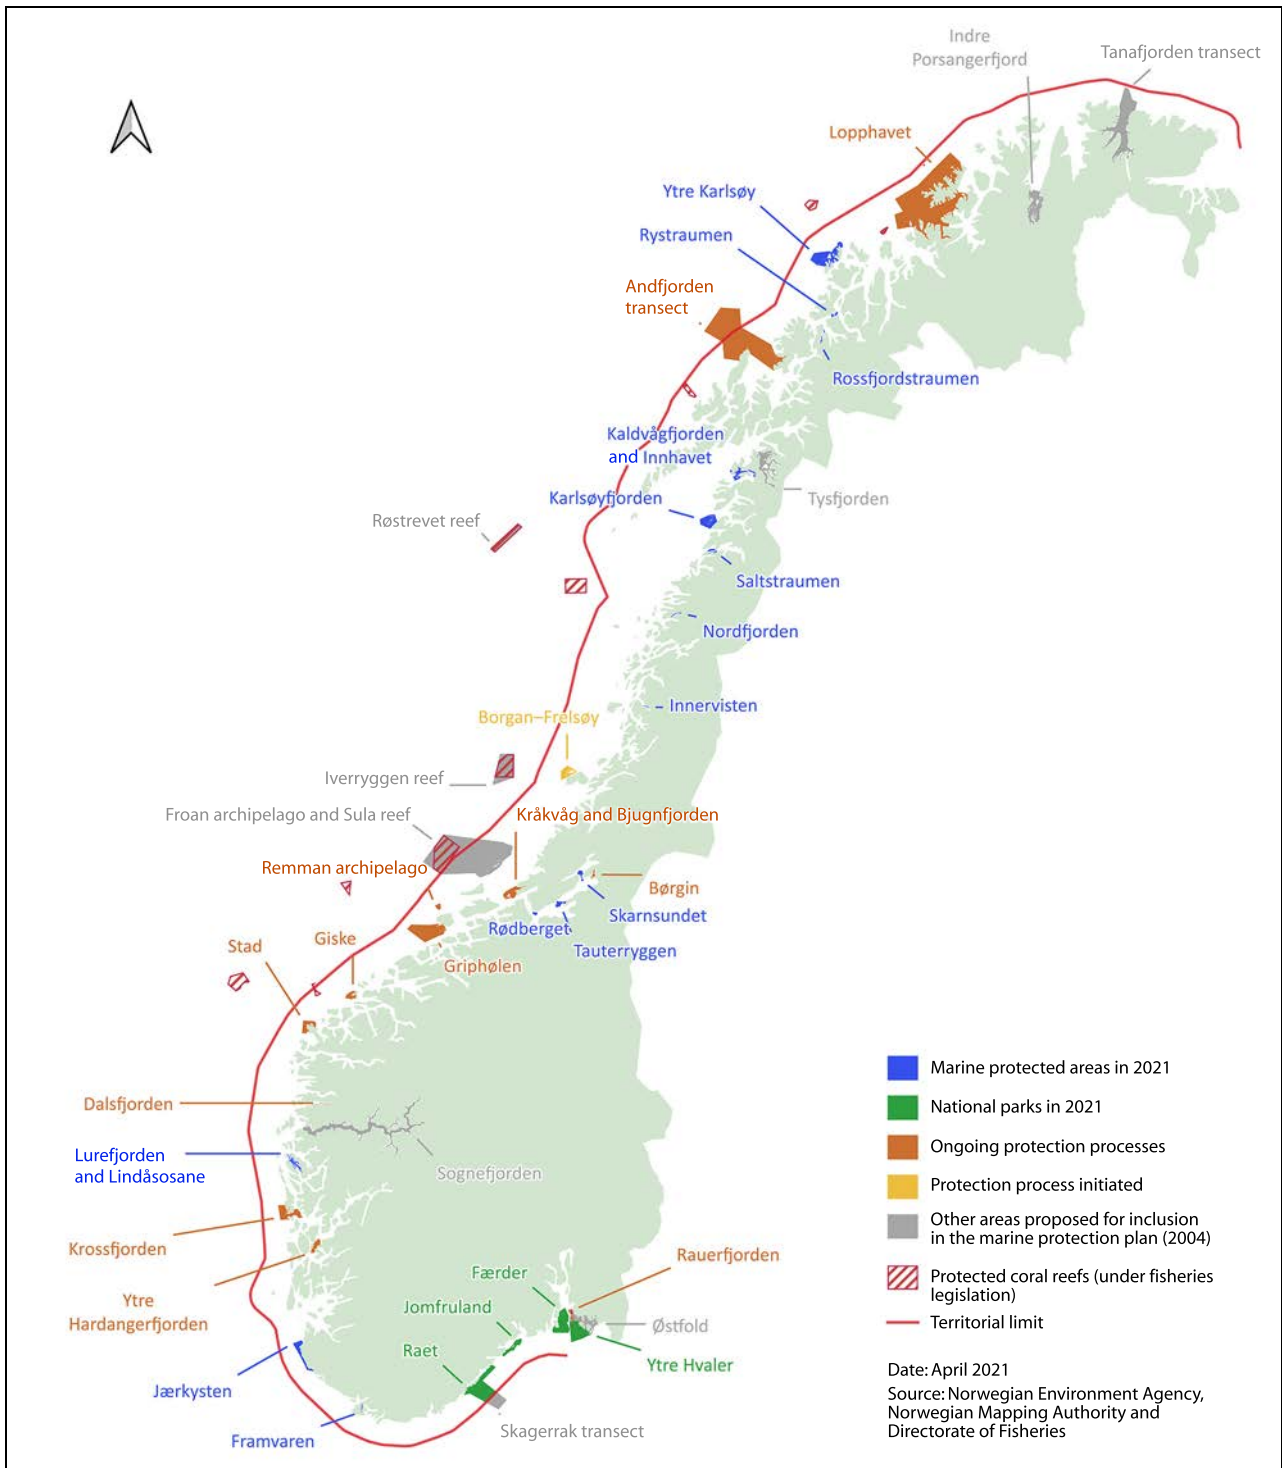 Indre
Porsangerfjord
Tanafjorden transect
Lopphavet
Ytre Karlsøy
Rystraumen
Andfjorden
transect
Rossfjordstraumen
Kaldvågfjorden
and Innhavet
Karlsøyfjorden
Tysfjorden
Røstrevet reef
Saltstraumen
Nordfjorden
Innervisten
Borgan–Frelsøy
Iverryggen reef
Froan archipelago and Sula reef
Kråkvåg and Bjugnfjorden
Remman archipelago
Børgin
Skarnsundet
Rødberget
Tauterryggen
Giske
Stad
Griphølen
Dalsfjorden
Lurefjorden
and Lindåsosane
Sognefjorden
Krossfjorden
Ytre
Hardangerfjorden
Rauerfjorden
Færder
Jomfruland
Østfold
Raet
Ytre Hvaler
Jærkysten
Framvaren
Skagerrak transect
Marine protected areas in 2021
National parks in 2021
Ongoing protection processes
Protection process initiated
Other areas proposed for inclusion
in the marine protection plan (2004)
Protected coral reefs (under fisheries
legislation)
Territorial limit
Date: April 2021
Source: Norwegian Environment Agency,
Norwegian Mapping Authority and
Directorate of Fisheries